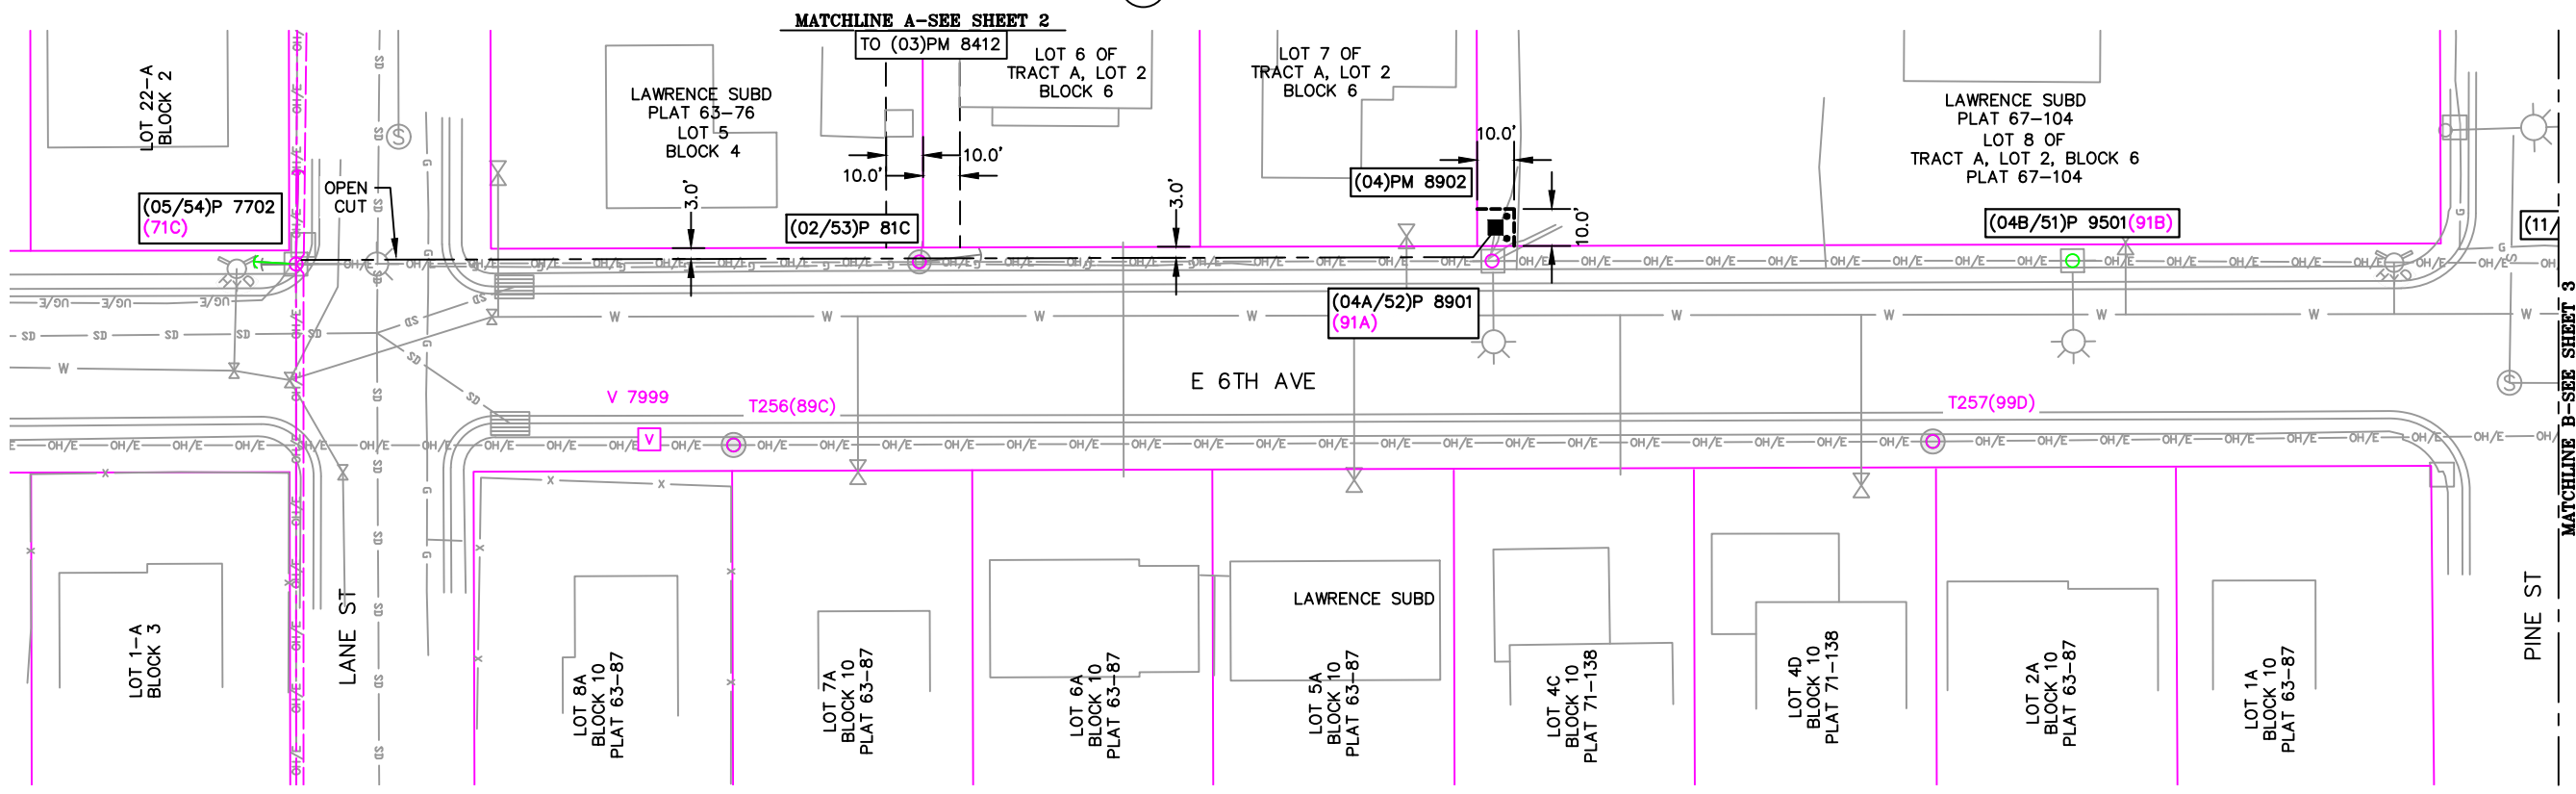 MATCHLINE A-SEE SHEET 2
TO (03)PM 8412
LOT 22-A
BLOCK 2
LAWRENCE SUBD
PLAT 63-76
LOT 5
BLOCK 4
LOT 6 OF
TRACT A, LOT 2
BLOCK 6
LOT 7 OF
TRACT A, LOT 2
BLOCK 6
LAWRENCE SUBD
PLAT 67-104
LOT 8 OF
TRACT A, LOT 2, BLOCK 6
PLAT 67-104
10.0'
10.0'
10.0'
10.0'
3.0'
3.0'
OPEN
CUT
(05/54)P 7702
(71C)
(02/53)P 81C
(04)PM 8902
(04B/51)P 9501(91B)
(11/
(04A/52)P 8901
(91A)
E 6TH AVE
V 7999
V
T256(89C)
T257(99D)
MATCHLINE B-SEE SHEET 3
LANE ST
PINE ST
LAWRENCE SUBD
LOT 1-A
BLOCK 3
LOT 8A
BLOCK 10
PLAT 63-87
LOT 7A
BLOCK 10
PLAT 63-87
LOT 6A
BLOCK 10
PLAT 63-87
LOT 5A
BLOCK 10
PLAT 63-87
LOT 4C
BLOCK 10
PLAT 71-138
LOT 4D
BLOCK 10
PLAT 71-138
LOT 2A
BLOCK 10
PLAT 63-87
LOT 1A
BLOCK 10
PLAT 63-87